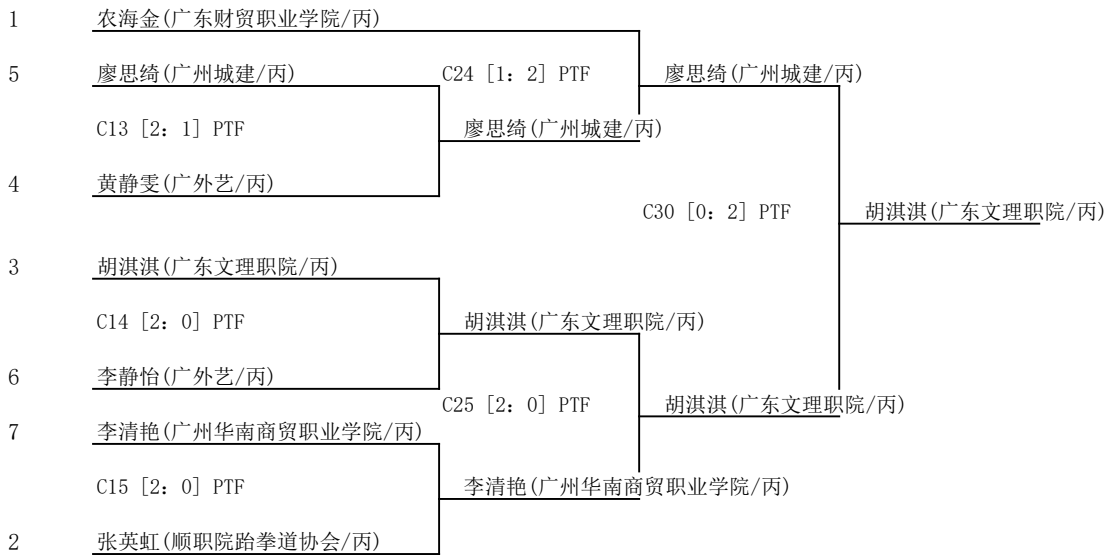 1 农海金(广东财贸职业学院/丙)
5 廖思绮(广州城建/丙) C24 [1: 2] PTF 廖思绮(广州城建/丙)
C13 [2: 1] PTF 廖思绮(广州城建/丙)
4 黄静雯(广外艺/丙)
C30 [0: 2] PTF 胡淇淇(广东文理职院/丙)
3 胡淇淇(广东文理职院/丙)
C14 [2: 0] PTF 胡淇淇(广东文理职院/丙)
6 李静怡(广外艺/丙)
C25 [2: 0] PTF 胡淇淇(广东文理职院/丙)
7 李清艳(广州华南商贸职业学院/丙)
C15 [2: 0] PTF 李清艳(广州华南商贸职业学院/丙)
2 张英虹(顺职院跆拳道协会/丙)